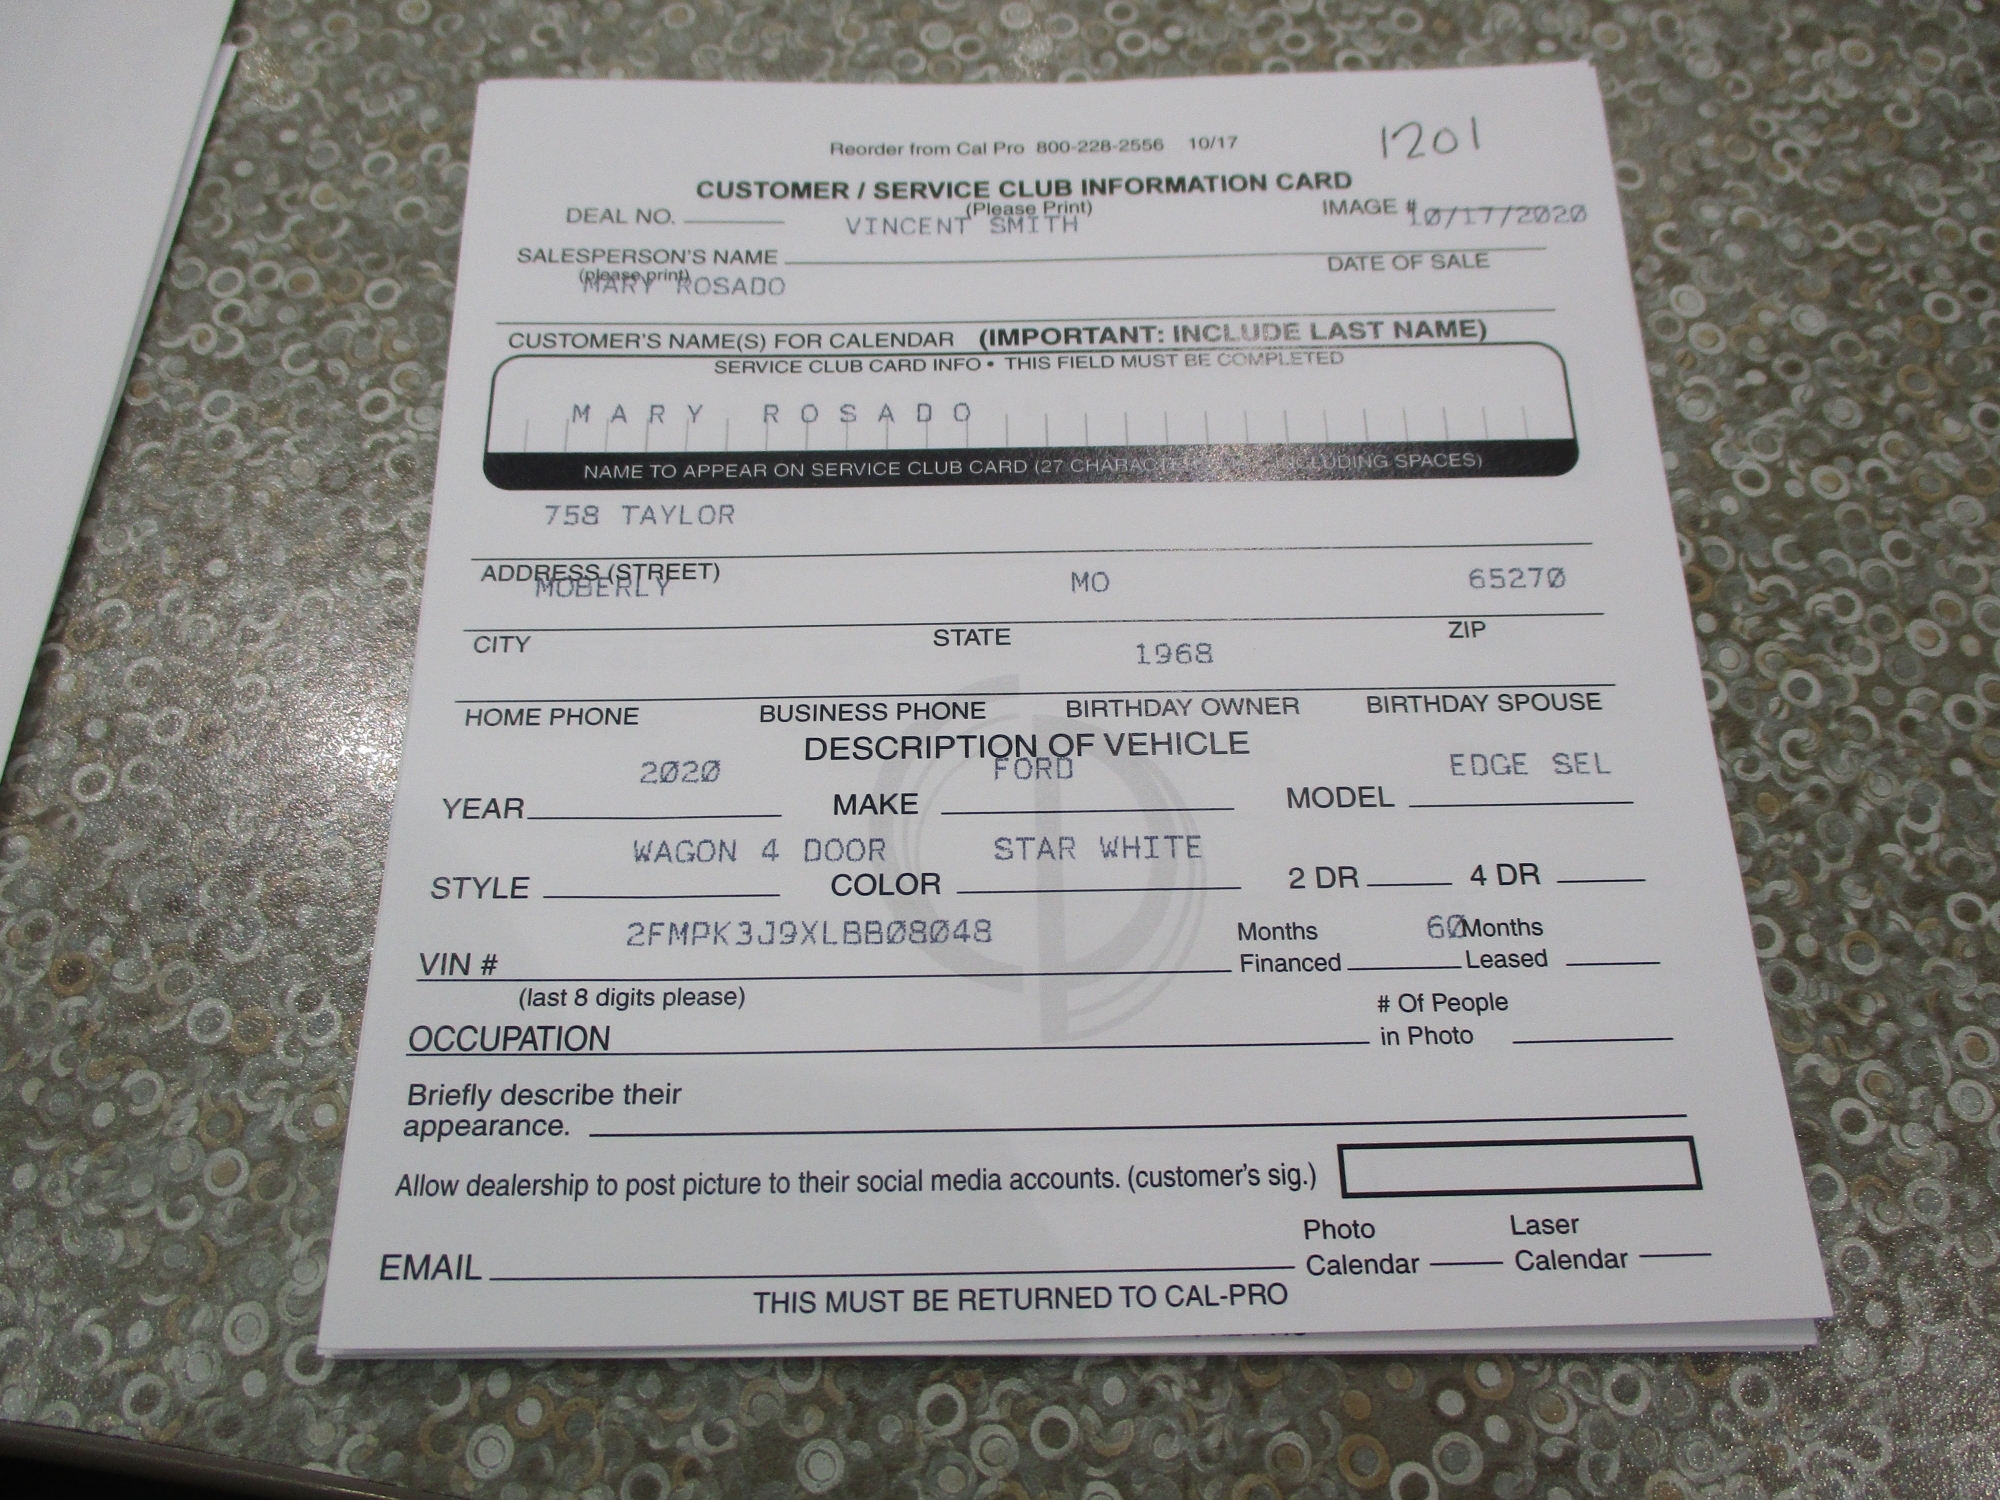 Reorder from Cal Pro 800-228-2556 10/17
1201
CUSTOMER / SERVICE CLUB INFORMATION CARD
(Please Print)
DEAL NO. IMAGE #
VINCENT SMITH 10/17/2020
SALESPERSON'S NAME DATE OF SALE
(please print)
MARY ROSADO
CUSTOMER'S NAME(S) FOR CALENDAR (IMPORTANT: INCLUDE LAST NAME)
SERVICE CLUB CARD INFO • THIS FIELD MUST BE COMPLETED
MARY ROSADO
NAME TO APPEAR ON SERVICE CLUB CARD (27 INCLUDING SPACES)
758 TAYLOR
ADDRESS (STREET)
MOBERLY MO 65270
CITY STATE ZIP
1968
HOME PHONE BUSINESS PHONE BIRTHDAY OWNER BIRTHDAY SPOUSE
DESCRIPTION OF VEHICLE
2020 FORD EDGE SEL
YEAR MAKE MODEL
WAGON 4 DOOR STAR WHITE
STYLE COLOR 2 DR 4 DR
2FMPK3J9XLBB08048 Months 60 Months
VIN # Financed Leased
(last 8 digits please) # Of People
OCCUPATION in Photo
Briefly describe their
appearance.
Allow dealership to post picture to their social media accounts. (customer's sig.)
Photo Laser
EMAIL Calendar Calendar
THIS MUST BE RETURNED TO CAL-PRO